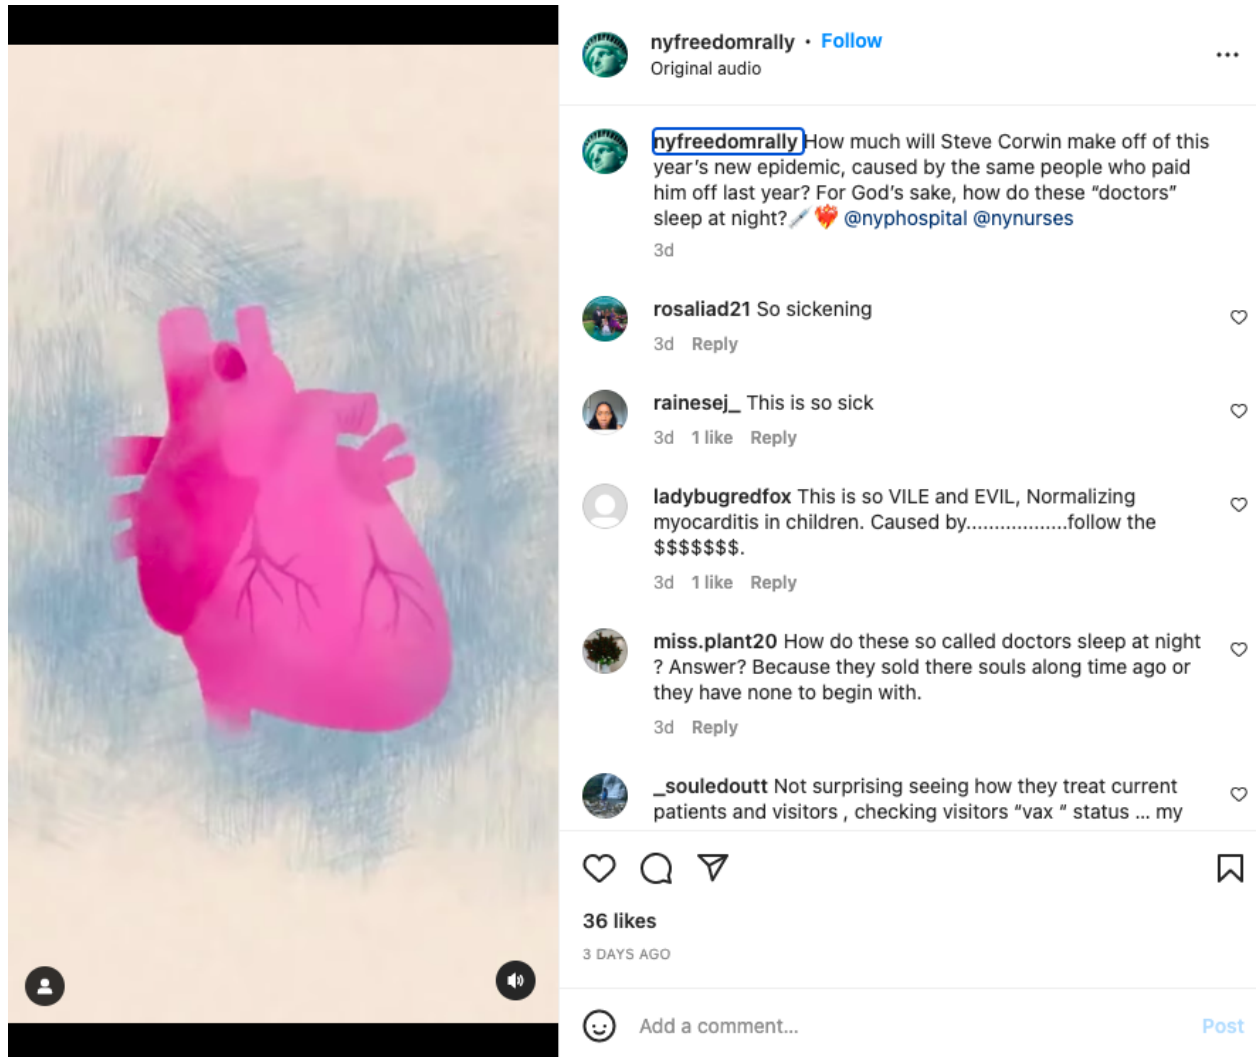 nyfreedomrally • Follow
Original audio
nyfreedomrally How much will Steve Corwin make off of this
year's new epidemic, caused by the same people who paid
him off last year? For God's sake, how do these "doctors"
sleep at night?💉❤️‍🔥 @nyphospital @nynurses
3d
rosaliad21 So sickening
3d Reply
rainesej_ This is so sick
3d 1 like Reply
ladybugredfox This is so VILE and EVIL, Normalizing
myocarditis in children. Caused by..................follow the
$$$$$$$.
3d 1 like Reply
miss.plant20 How do these so called doctors sleep at night
? Answer? Because they sold there souls along time ago or
they have none to begin with.
3d Reply
_souledoutt Not surprising seeing how they treat current
patients and visitors , checking visitors “vax “ status ... my
36 likes
3 DAYS AGO
Add a comment...
Post